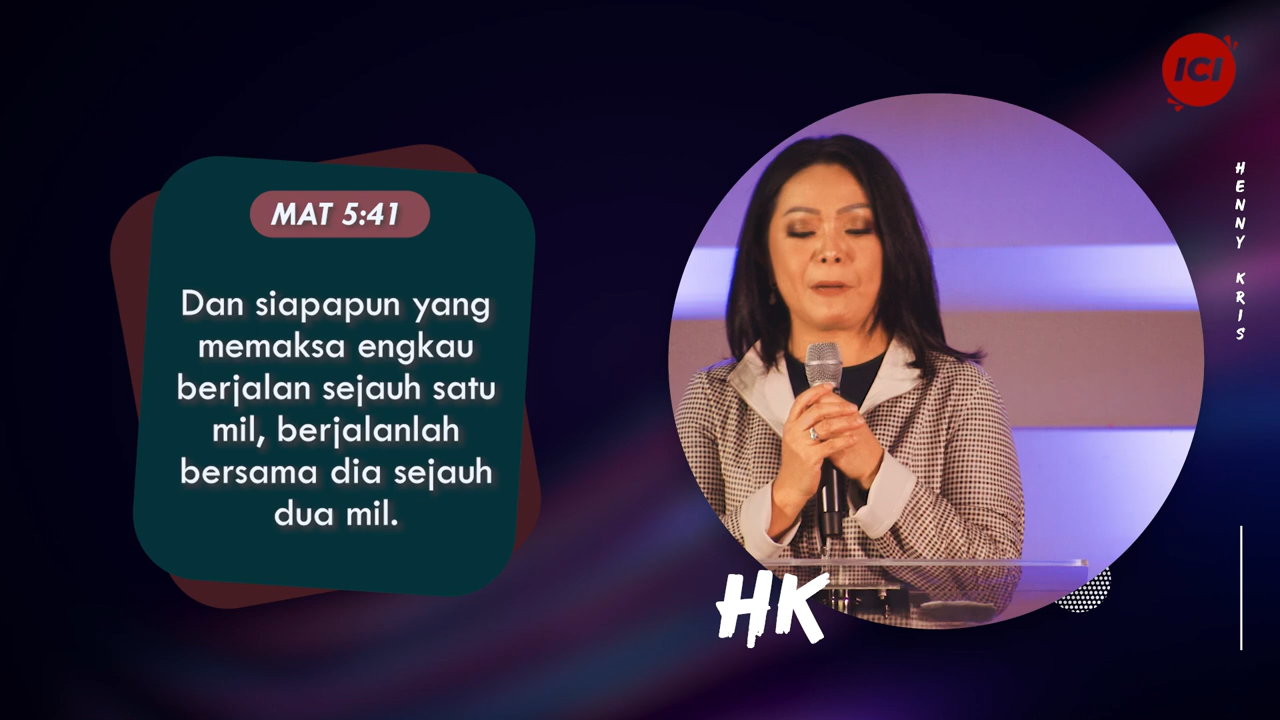 ICI
MAT 5:41
Dan siapapun yang
memaksa engkau
berjalan sejauh satu
mil, berjalanlah
bersama dia sejauh
dua mil.
HK
HENNY KRIS